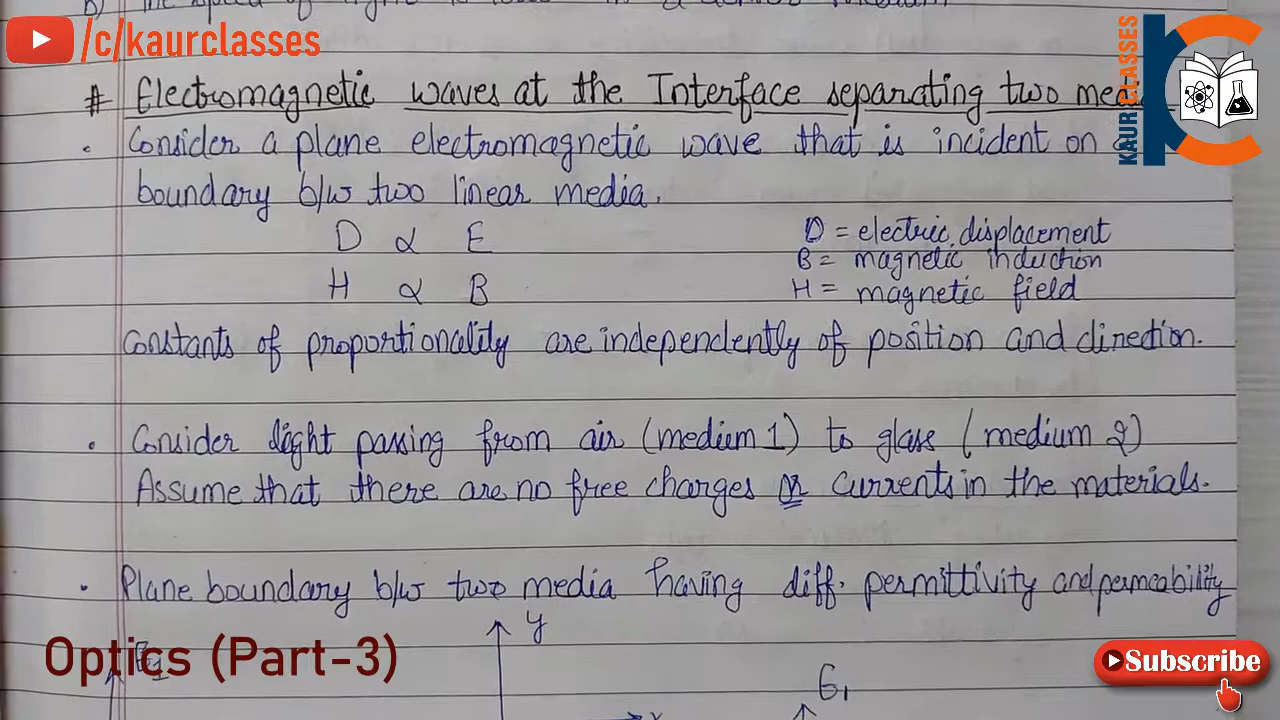 /c/kaurclasses
KAUR CLASSES
# Electromagnetic waves at the Interface separating two
• Consider a plane electromagnetic wave that is incident on
boundary b/w two linear media.
D α E
H α B
D = electric displacement
B = magnetic induction
H = magnetic field
Constants of proportionality are independently of position and direction.
• Consider light passing from air (medium 1) to glass (medium 2)
Assume that there are no free charges or currents in the materials.
• Plane boundary b/w two media having diff. permittivity and permeability
y
x
Optics (Part-3)
Subscribe